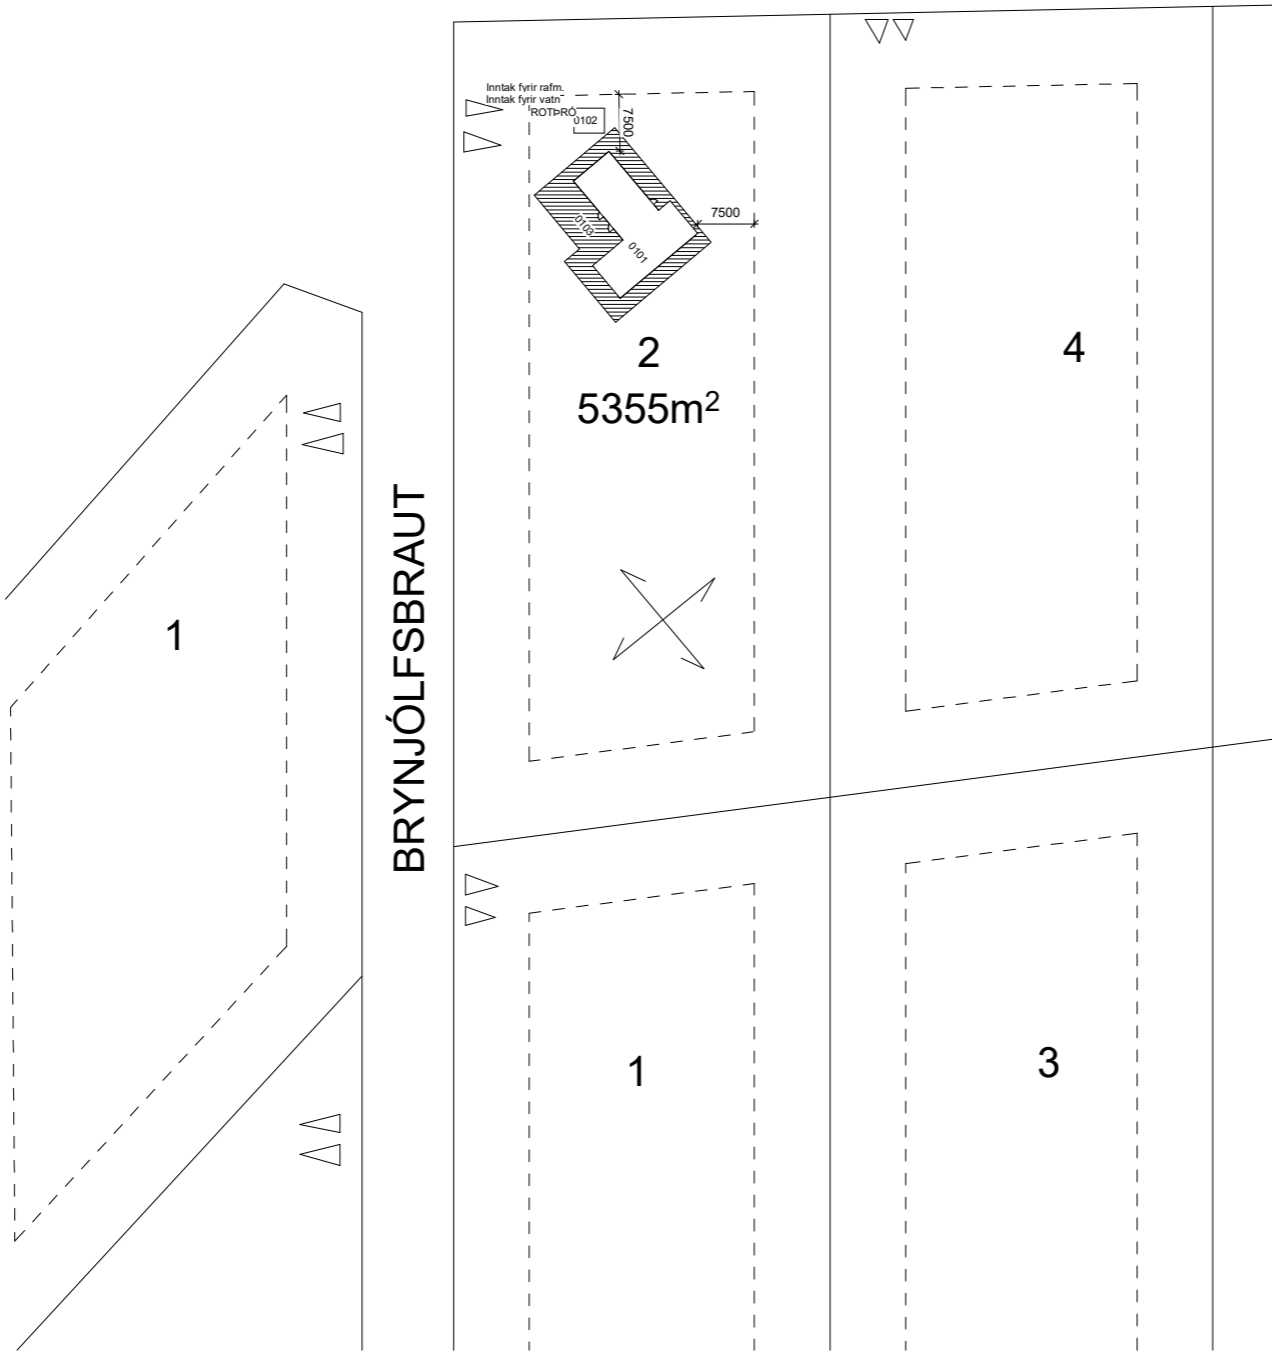 Inntak fyrir rafm.
Inntak fyrir vatn
ROTÞRÓ
0102
7500
7500
0103
0101
2
5355m²
4
1
BRYNJÓLFSBRAUT
1
3